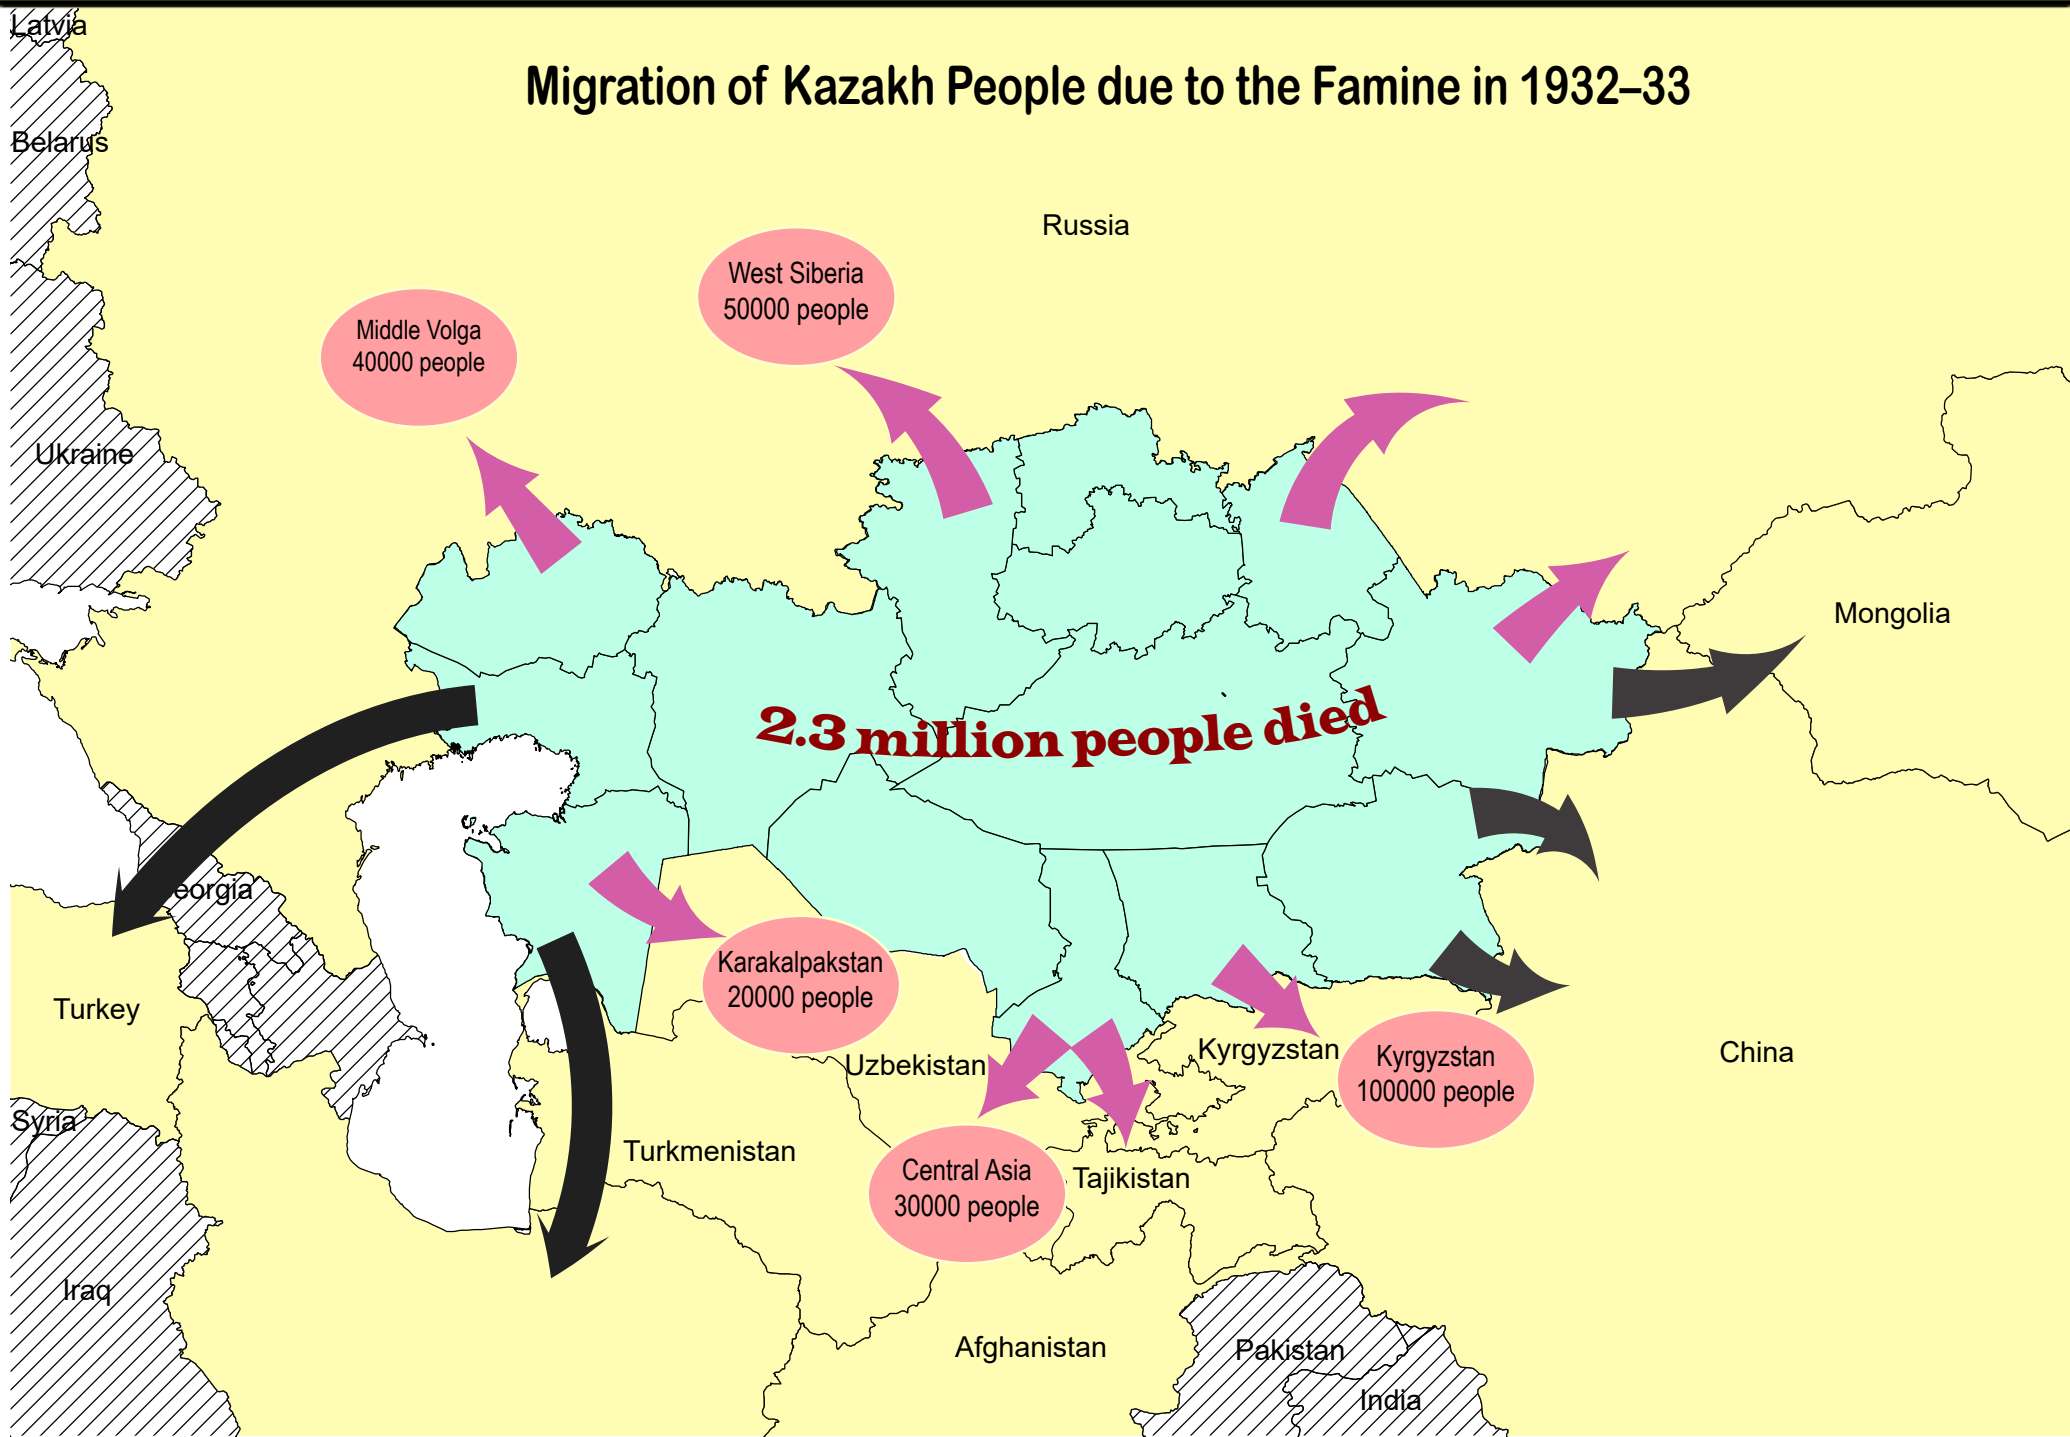 Latvia
Migration of Kazakh People due to the Famine in 1932–33
Belarus
Russia
West Siberia
50000 people
Middle Volga
40000 people
Ukraine
Mongolia
2.3 million people died
eorgia
Karakalpakstan
20000 people
Turkey
Uzbekistan
Kyrgyzstan
Kyrgyzstan
100000 people
China
Syria
Turkmenistan
Central Asia
30000 people
Tajikistan
Iraq
Afghanistan
Pakistan
India